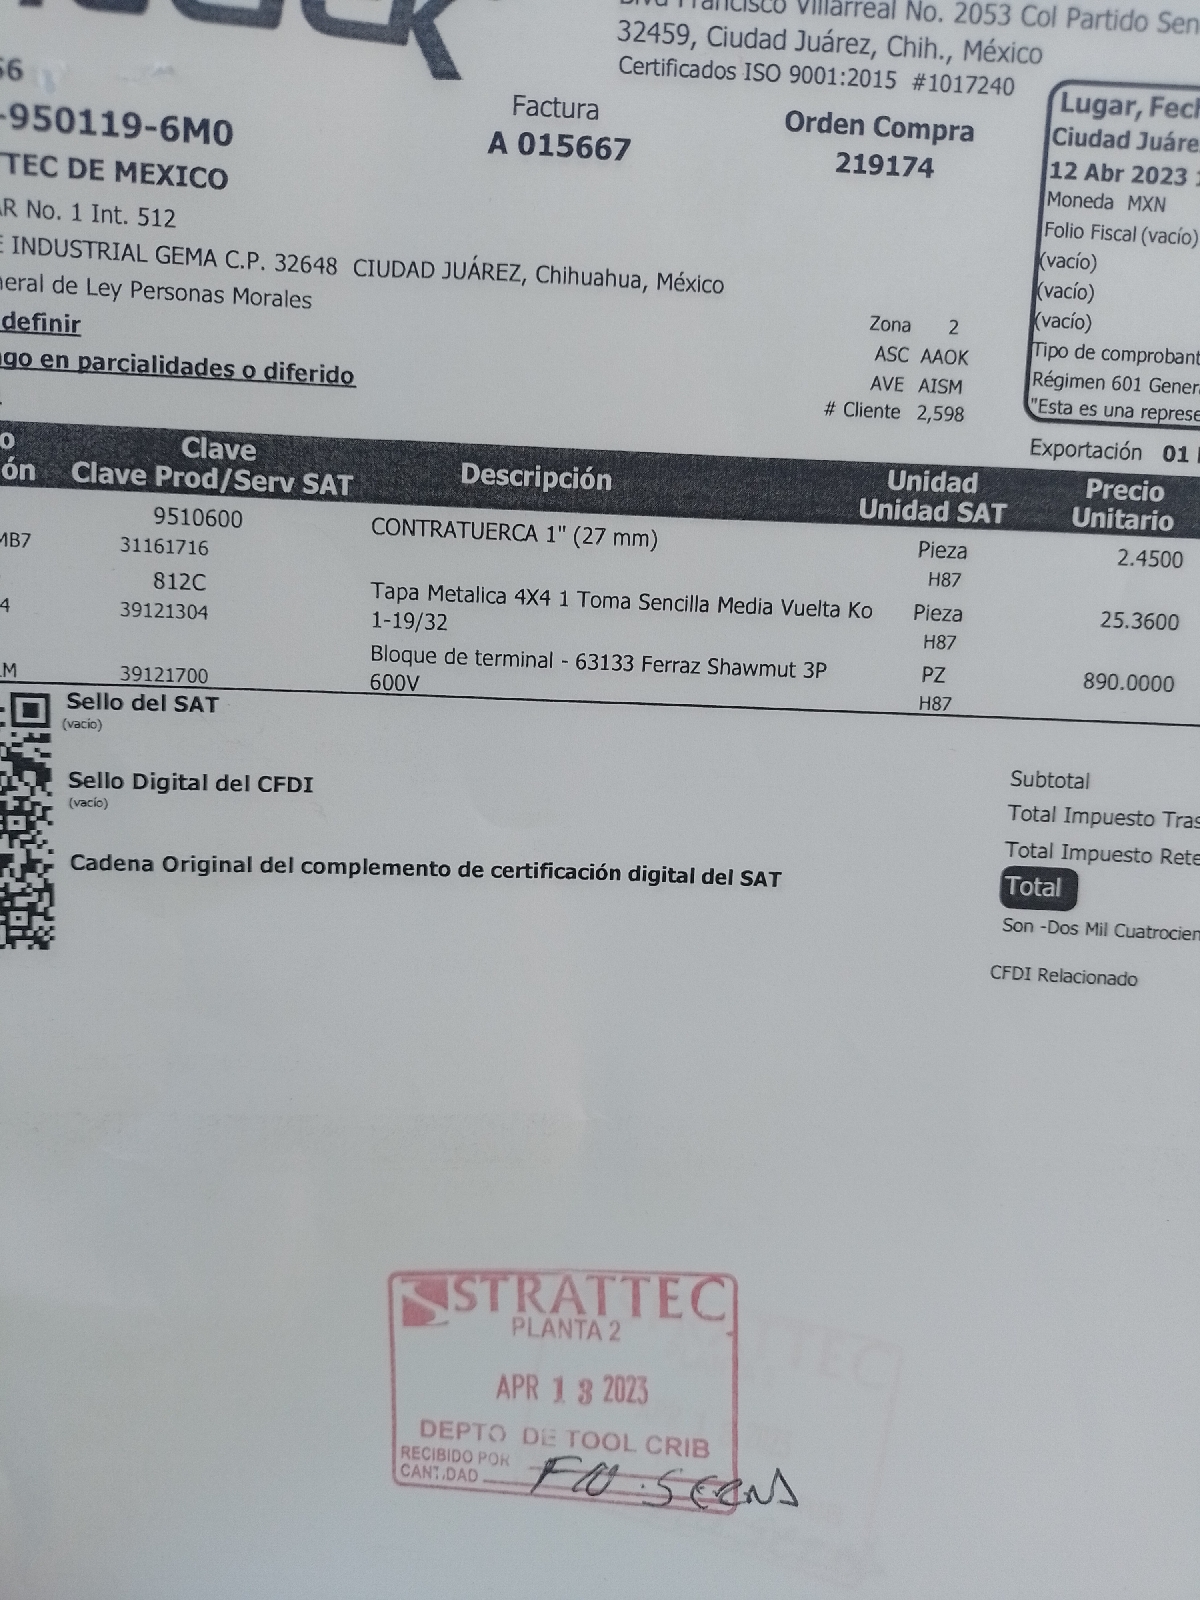 Blvd Francisco Villarreal No. 2053 Col Partido Sen
32459, Ciudad Juárez, Chih., México
Certificados ISO 9001:2015 #1017240
56
-950119-6M0
TEC DE MEXICO
AR No. 1 Int. 512
E INDUSTRIAL GEMA C.P. 32648 CIUDAD JUÁREZ, Chihuahua, México
neral de Ley Personas Morales
definir
ago en parcialidades o diferido
Factura
A 015667
Orden Compra
219174
Zona 2
ASC AAOK
AVE AISM
# Cliente 2,598
Lugar, Fech
Ciudad Juáre
12 Abr 2023 1
Moneda MXN
Folio Fiscal (vacío)
(vacío)
(vacío)
(vacío)
Tipo de comprobant
Régimen 601 Gener
"Esta es una represe
Exportación 01
o Clave Descripción Unidad Precio
ón Clave Prod/Serv SAT Unidad SAT Unitario
9510600 CONTRATUERCA 1" (27 mm) Pieza 2.4500
MB7 31161716 H87
812C Tapa Metalica 4X4 1 Toma Sencilla Media Vuelta Ko Pieza 25.3600
4 39121304 1-19/32 H87
Bloque de terminal - 63133 Ferraz Shawmut 3P PZ 890.0000
LM 39121700 600V H87
Sello del SAT
(vacío)
Sello Digital del CFDI
(vacío)
Cadena Original del complemento de certificación digital del SAT
Subtotal
Total Impuesto Tras
Total Impuesto Rete
Total
Son -Dos Mil Cuatrocien
CFDI Relacionado
STRATTEC
PLANTA 2
APR 13 2023
DEPTO DE TOOL CRIB
RECIBIDO POR
CANTIDAD